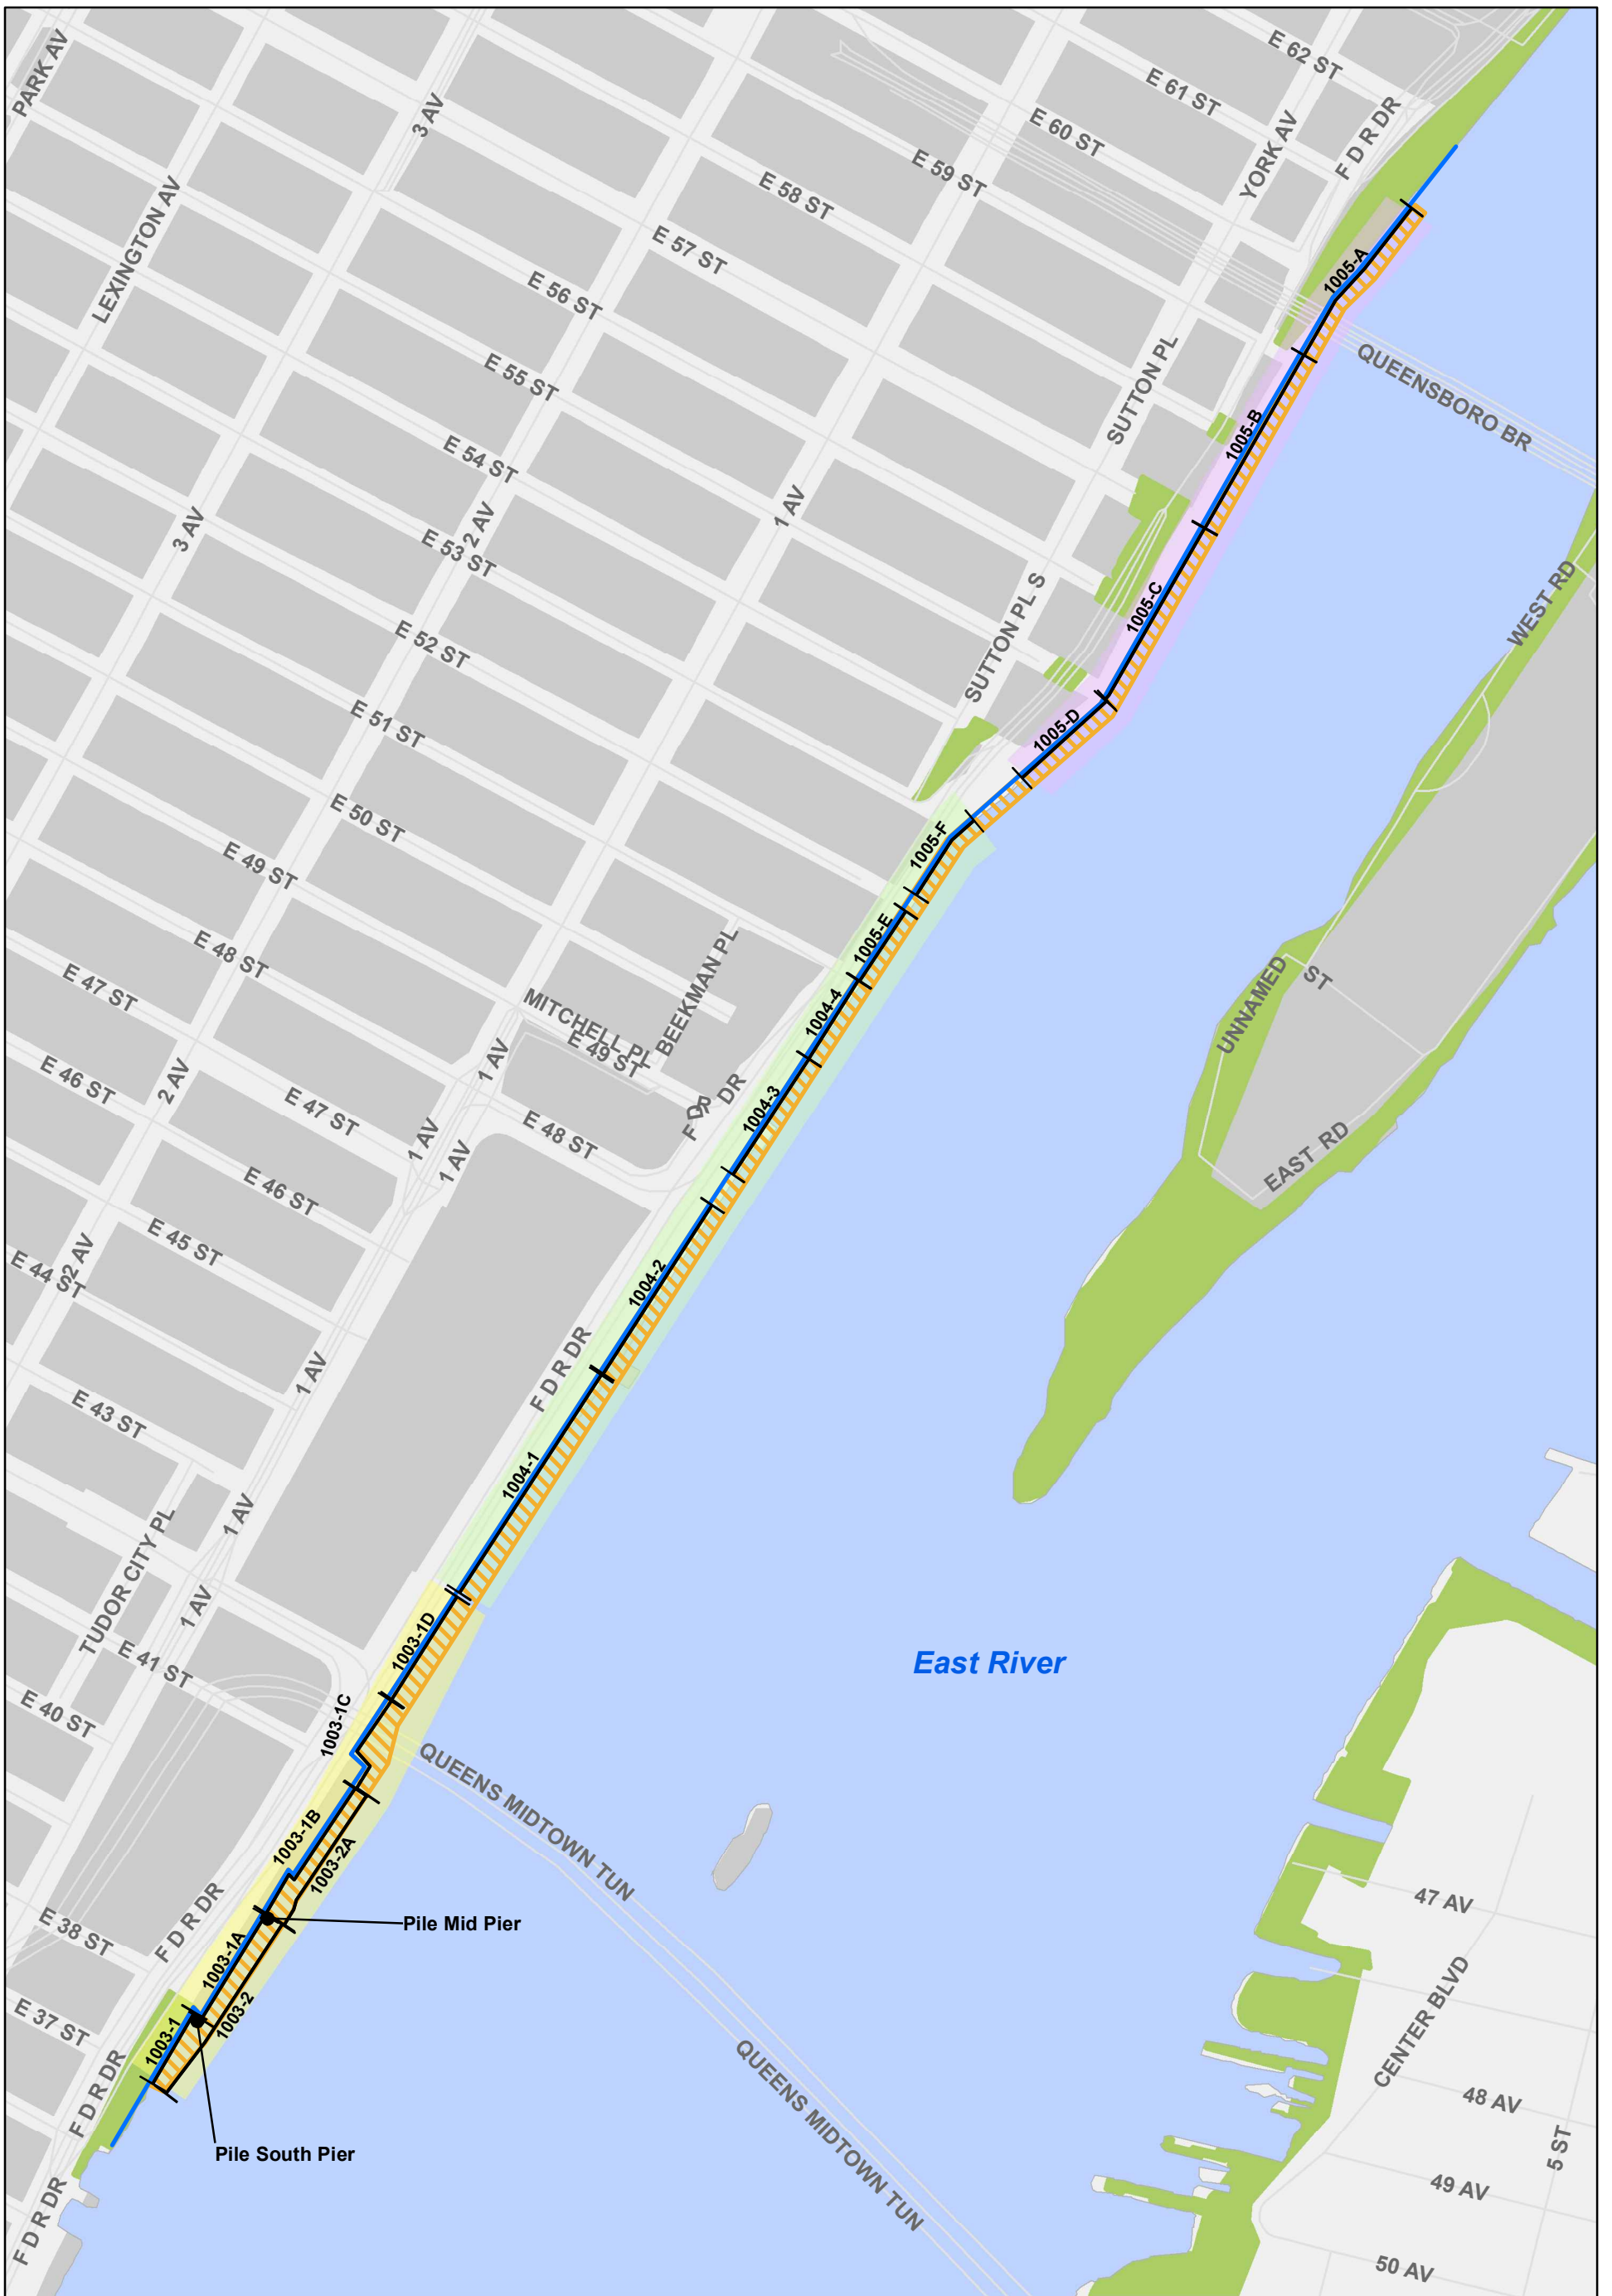 PARK AV
3 AV
E 62 ST
E 61 ST
E 60 ST
F D R DR
YORK AV
E 59 ST
E 58 ST
LEXINGTON AV
E 57 ST
E 56 ST
1005-A
QUEENSBORO BR
E 55 ST
SUTTON PL
1005-B
E 54 ST
3 AV
2 AV
1 AV
E 53 ST
WEST RD
1005-C
SUTTON PL S
E 52 ST
E 51 ST
1005-D
E 50 ST
1005-F
E 49 ST
1005-E
E 48 ST
E 47 ST
BEEKMAN PL
MITCHELL PL
E 49 ST
1004-4
UNNAMED ST
1 AV
2 AV
E 46 ST
E 47 ST
F D R DR
1004-3
E 48 ST
1 AV
1 AV
EAST RD
E 46 ST
E 45 ST
2 AV
E 44 ST
1004-2
F D R DR
1 AV
E 43 ST
1004-1
1 AV
TUDOR CITY PL
1 AV
E 41 ST
1003-1D
East River
E 40 ST
1003-1C
QUEENS MIDTOWN TUN
1003-1B
1003-2A
47 AV
E 38 ST
F D R DR
Pile Mid Pier
1003-1A
1003-2
CENTER BLVD
E 37 ST
1003-1
F D R DR
QUEENS MIDTOWN TUN
48 AV
Pile South Pier
5 ST
49 AV
F D R DR
50 AV